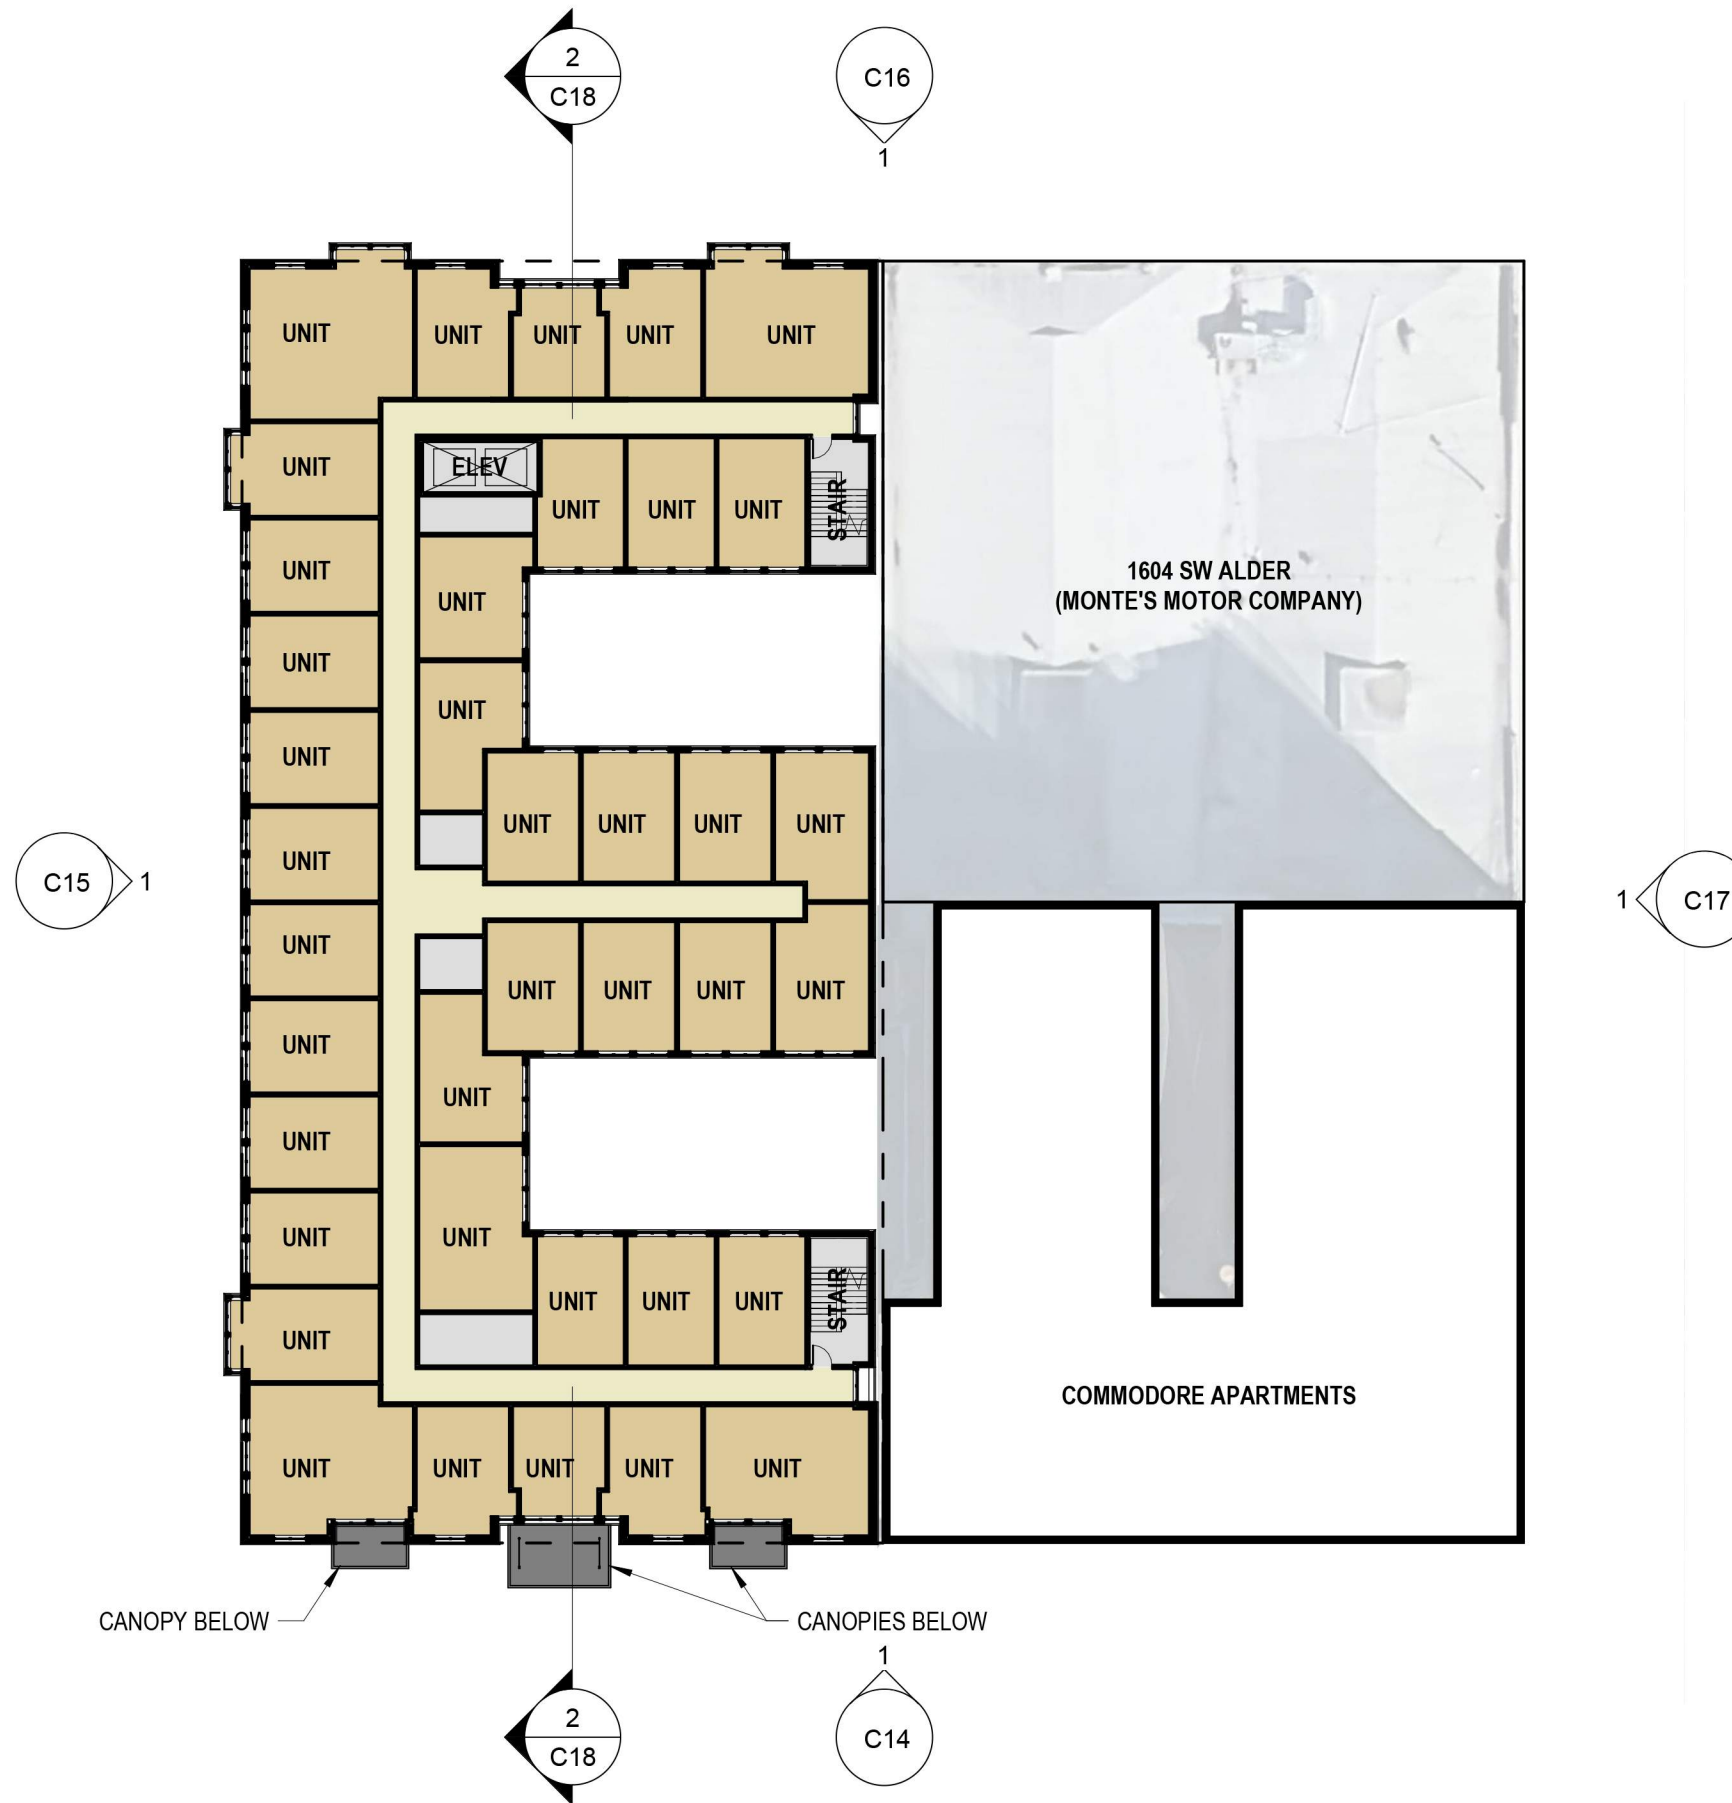 2
C18
C16
1
UNIT
UNIT
UNIT
UNIT
UNIT
UNIT
ELEV
UNIT
UNIT
UNIT
STAIR
UNIT
UNIT
1604 SW ALDER
(MONTE'S MOTOR COMPANY)
UNIT
UNIT
UNIT
UNIT
UNIT
UNIT
UNIT
UNIT
UNIT
C15
1
1
C17
UNIT
UNIT
UNIT
UNIT
UNIT
UNIT
UNIT
UNIT
UNIT
UNIT
UNIT
UNIT
UNIT
UNIT
STAIR
UNIT
COMMODORE APARTMENTS
UNIT
UNIT
UNIT
UNIT
UNIT
CANOPY BELOW
CANOPIES BELOW
1
2
C18
C14